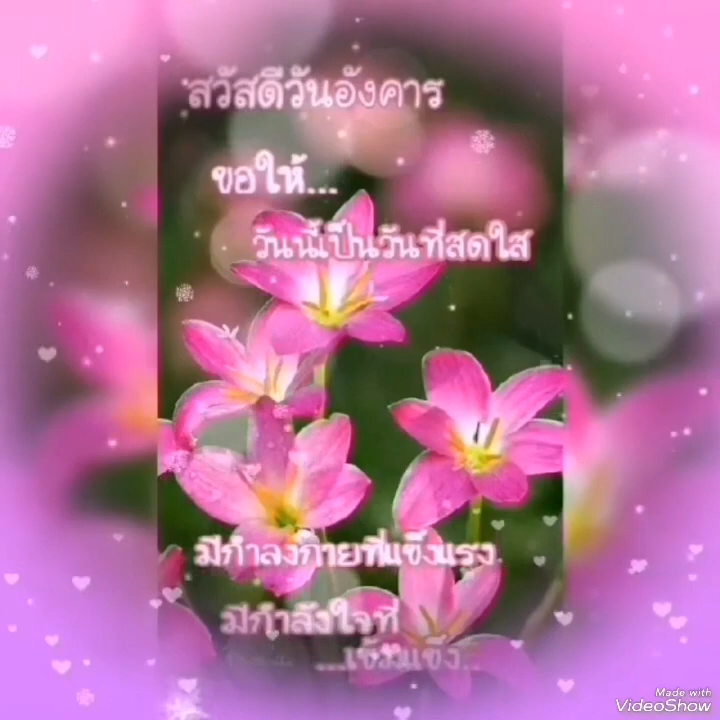 สวัสดีวันอังคาร
ขอให้...
วันนี้เป็นวันที่สดใส
มีกำลังกายที่แข็งแรง
มีกำลังใจที่
...เข้มแข็ง...
Made with
VideoShow